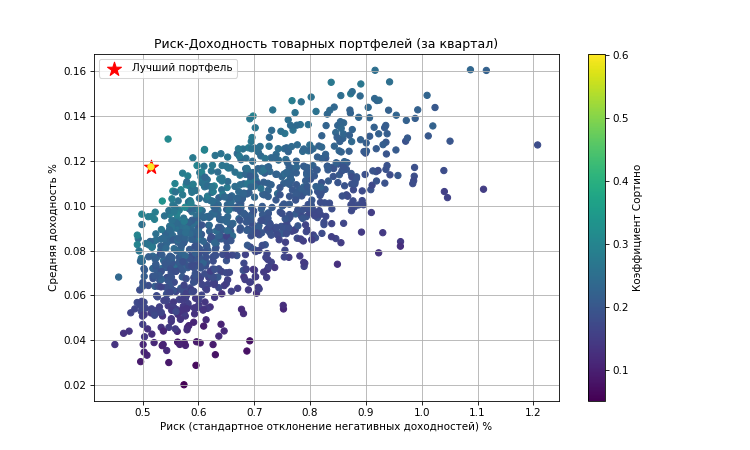 Риск-Доходность товарных портфелей (за квартал)
Лучший портфель
Средняя доходность %
0.16
0.14
0.12
0.10
0.08
0.06
0.04
0.02
0.5 0.6 0.7 0.8 0.9 1.0 1.1 1.2
Риск (стандартное отклонение негативных доходностей) %
0.6
0.5
0.4
0.3
0.2
0.1
Коэффициент Сортино